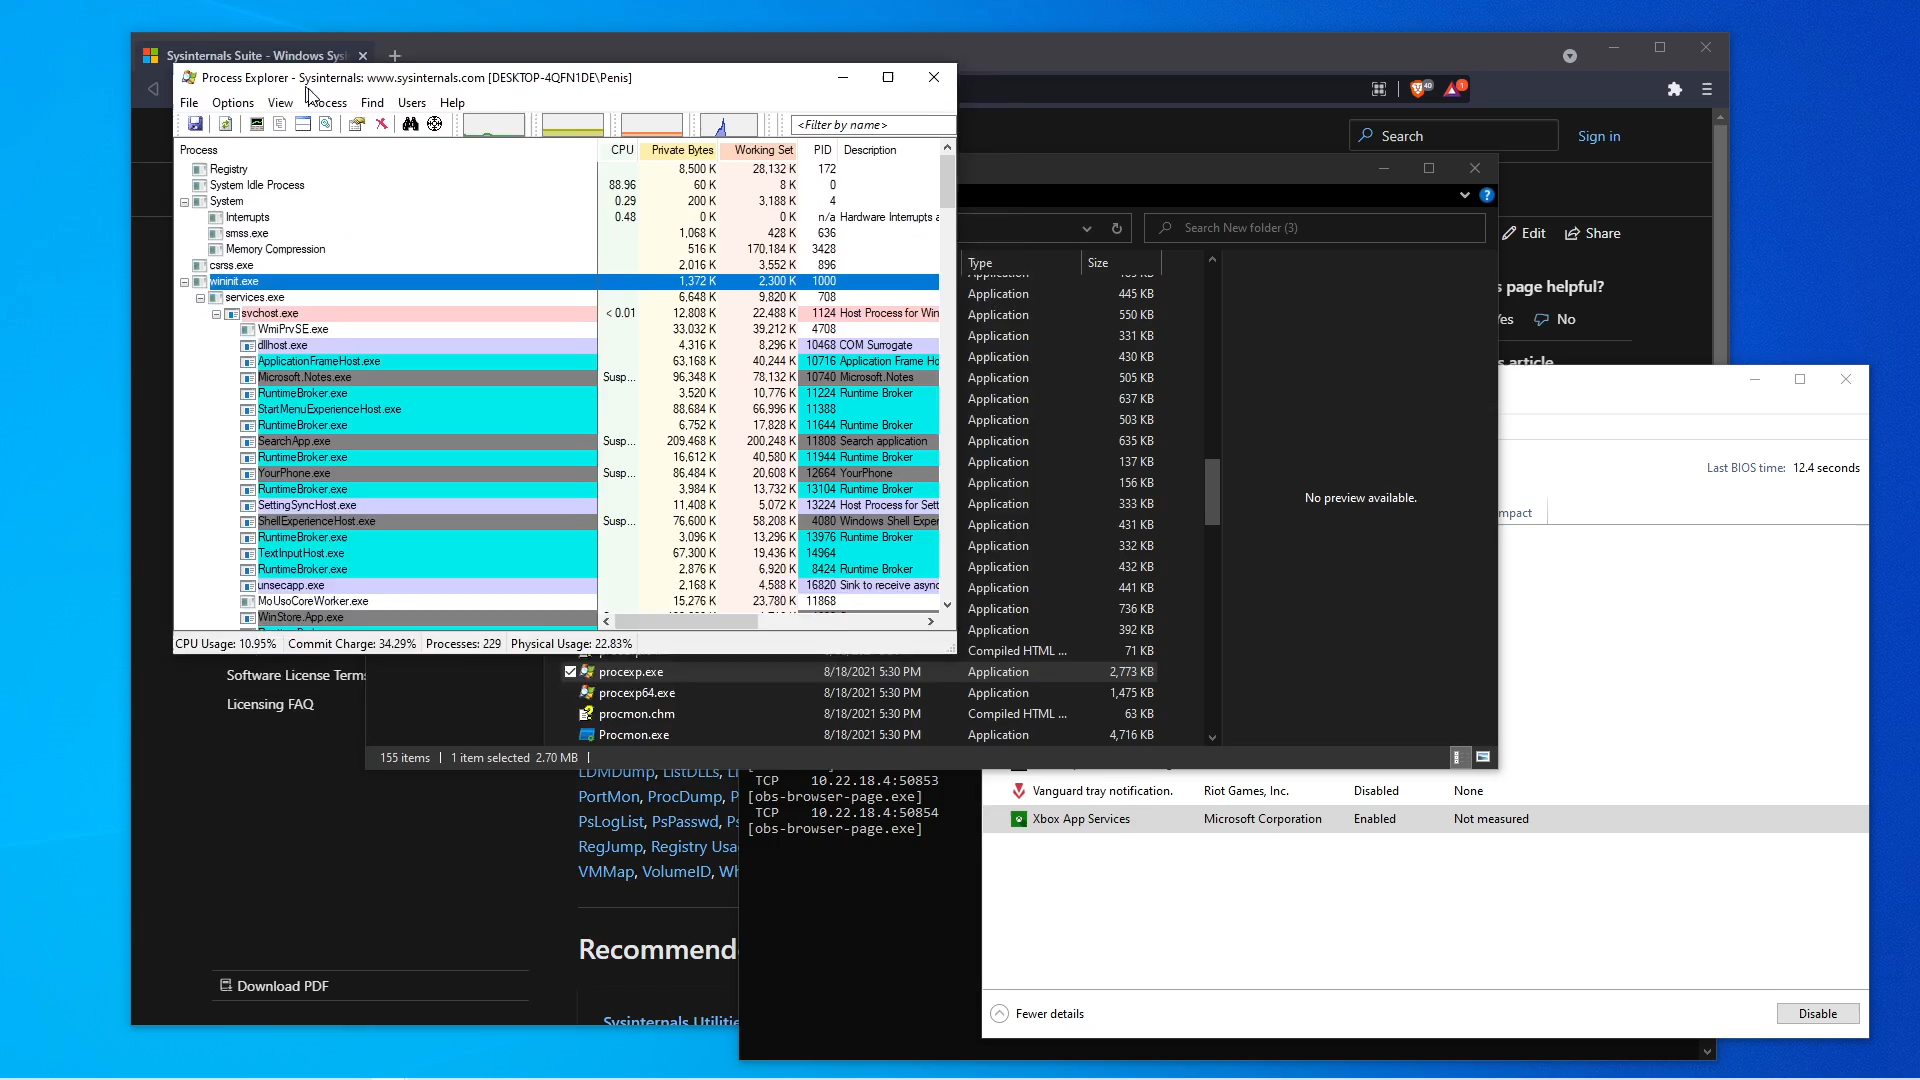 Sysinternals Suite - Windows Sys
Process Explorer - Sysinternals: www.sysinternals.com [DESKTOP-4QFN1DE\Penis]
File Options View Process Find Users Help
<Filter by name>
Process CPU Private Bytes Working Set PID Description
Registry 8,500 K 28,132 K 172
System Idle Process 88.96 60 K 8 K 0
System 0.29 200 K 3,188 K 4
Interrupts 0.48 0 K 0 K n/a Hardware Interrupts a
smss.exe 1,068 K 428 K 636
Memory Compression 516 K 170,184 K 3428
csrss.exe 2,016 K 3,552 K 896
wininit.exe 1,372 K 2,300 K 1000
services.exe 6,648 K 9,820 K 708
svchost.exe < 0.01 12,808 K 22,488 K 1124 Host Process for Win
WmiPrvSE.exe 33,032 K 39,212 K 4708
dllhost.exe 4,316 K 8,296 K 10468 COM Surrogate
ApplicationFrameHost.exe 63,168 K 40,244 K 10716 Application Frame Ho
Microsoft.Notes.exe Susp... 96,348 K 78,132 K 10740 Microsoft.Notes
RuntimeBroker.exe 3,520 K 10,776 K 11224 Runtime Broker
StartMenuExperienceHost.exe 88,684 K 66,996 K 11388
RuntimeBroker.exe 6,752 K 17,828 K 11644 Runtime Broker
SearchApp.exe Susp... 209,468 K 200,248 K 11808 Search application
RuntimeBroker.exe 16,612 K 40,580 K 11944 Runtime Broker
YourPhone.exe Susp... 86,484 K 20,608 K 12664 YourPhone
RuntimeBroker.exe 3,984 K 13,732 K 13104 Runtime Broker
SettingSyncHost.exe 11,408 K 5,072 K 13224 Host Process for Sett
ShellExperienceHost.exe Susp... 76,600 K 58,208 K 4080 Windows Shell Exper
RuntimeBroker.exe 3,096 K 13,296 K 13976 Runtime Broker
TextInputHost.exe 67,300 K 19,436 K 14964
RuntimeBroker.exe 2,876 K 6,920 K 8424 Runtime Broker
unsecapp.exe 2,168 K 4,588 K 16820 Sink to receive async
MoUsoCoreWorker.exe 15,276 K 23,780 K 11868
WinStore.App.exe
CPU Usage: 10.95% Commit Charge: 34.29% Processes: 229 Physical Usage: 22.83%
Search Sign in
Search New folder (3)
Edit Share
Type Size
page helpful?
es No
s article
Application 445 KB
Application 550 KB
Application 331 KB
Application 430 KB
Application 505 KB
Application 637 KB
Application 503 KB
Application 635 KB
Application 137 KB
Application 156 KB
Application 333 KB
Application 431 KB
Application 332 KB
Application 432 KB
Application 441 KB
Application 736 KB
Application 392 KB
Compiled HTML ... 71 KB
procexp.exe 8/18/2021 5:30 PM Application 2,773 KB
procexp64.exe 8/18/2021 5:30 PM Application 1,475 KB
procmon.chm 8/18/2021 5:30 PM Compiled HTML ... 63 KB
Procmon.exe 8/18/2021 5:30 PM Application 4,716 KB
No preview available.
155 items 1 item selected 2.70 MB
Last BIOS time: 12.4 seconds
mpact
Software License Terms
Licensing FAQ
LDMDump, ListDLLs, L
PortMon, ProcDump, P
PsLogList, PsPasswd, Ps
RegJump, Registry Usa
VMMap, VolumeID, Wh
Recommend
Download PDF
Sysinternals Utilitie
TCP 10.22.18.4:50853
[obs-browser-page.exe]
TCP 10.22.18.4:50854
[obs-browser-page.exe]
Vanguard tray notification. Riot Games, Inc. Disabled None
Xbox App Services Microsoft Corporation Enabled Not measured
Fewer details Disable